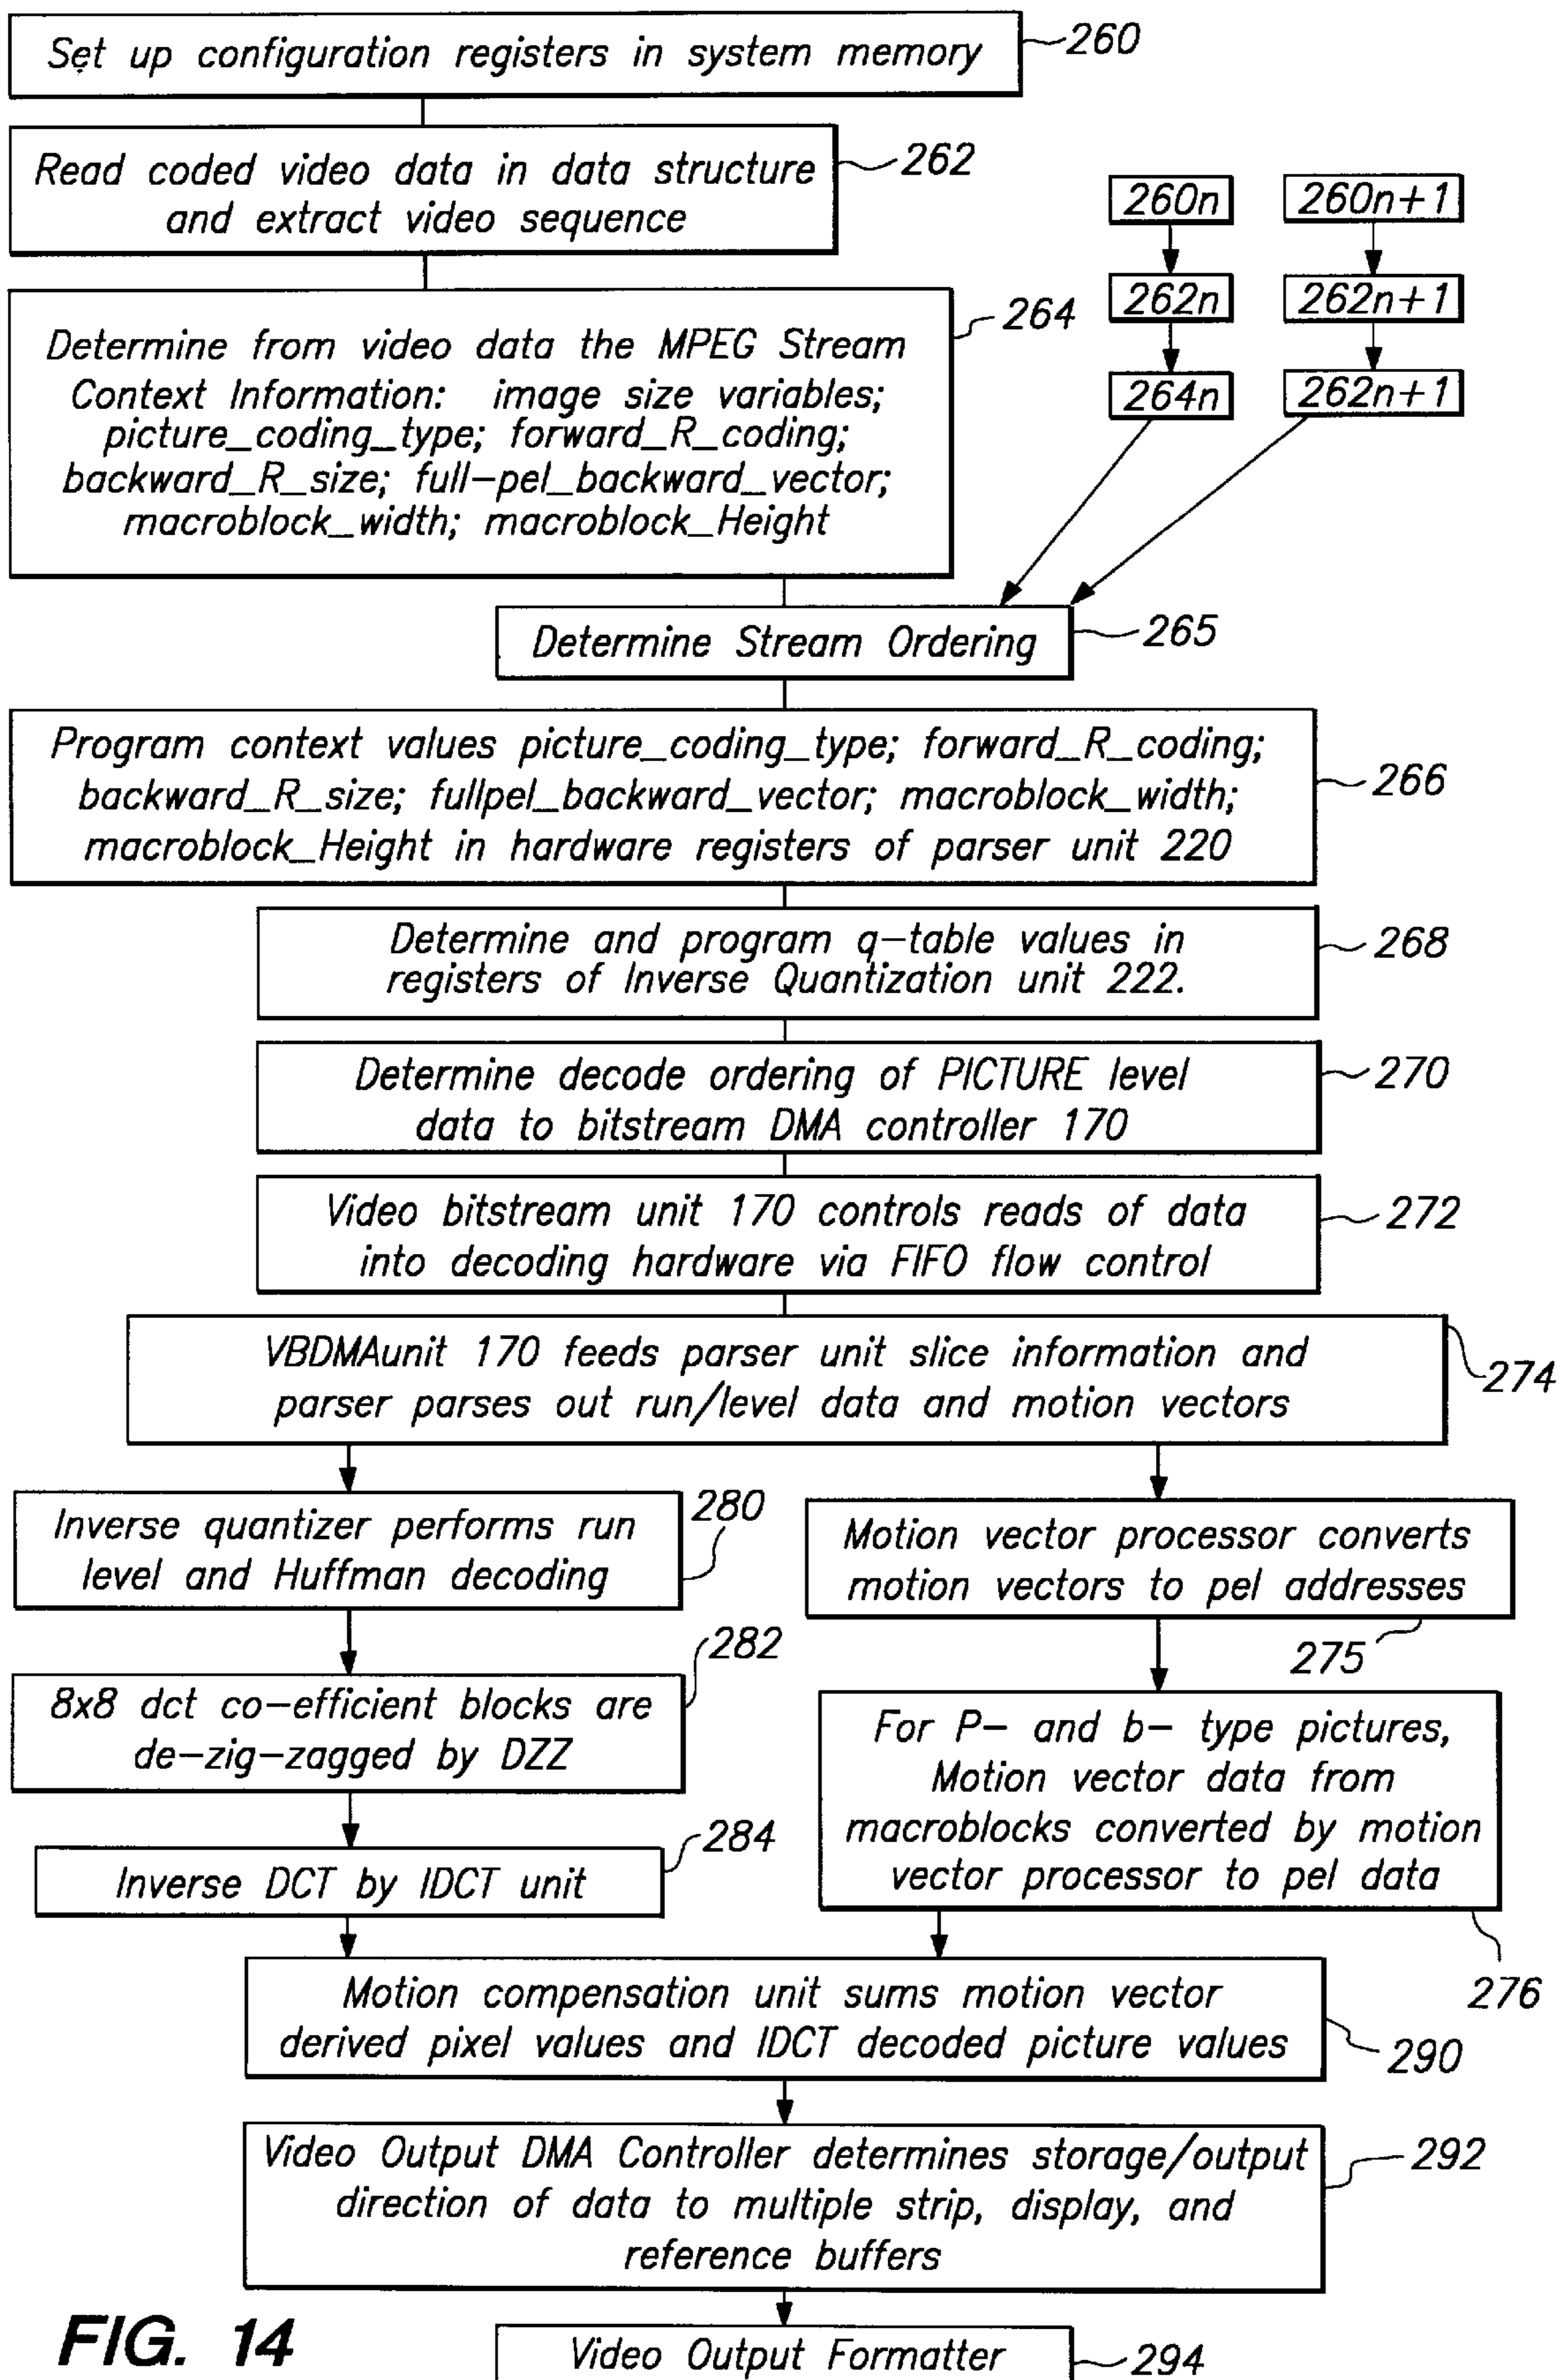 Set up configuration registers in system memory
260
Read coded video data in data structure
and extract video sequence
262
260n
260n+1
262n
262n+1
264n
262n+1
Determine from video data the MPEG Stream
Context Information: image size variables;
picture_coding_type; forward_R_coding;
backward_R_size; full-pel_backward_vector;
macroblock_width; macroblock_Height
264
Determine Stream Ordering
265
Program context values picture_coding_type; forward_R_coding;
backward_R_size; fullpel_backward_vector; macroblock_width;
macroblock_Height in hardware registers of parser unit 220
266
Determine and program q-table values in
registers of Inverse Quantization unit 222.
268
Determine decode ordering of PICTURE level
data to bitstream DMA controller 170
270
Video bitstream unit 170 controls reads of data
into decoding hardware via FIFO flow control
272
VBDMAunit 170 feeds parser unit slice information and
parser parses out run/level data and motion vectors
274
Inverse quantizer performs run
level and Huffman decoding
280
Motion vector processor converts
motion vectors to pel addresses
275
8x8 dct co-efficient blocks are
de-zig-zagged by DZZ
282
For P- and b- type pictures,
Motion vector data from
macroblocks converted by motion
vector processor to pel data
276
Inverse DCT by IDCT unit
284
Motion compensation unit sums motion vector
derived pixel values and IDCT decoded picture values
290
Video Output DMA Controller determines storage/output
direction of data to multiple strip, display, and
reference buffers
292
Video Output Formatter
294
FIG. 14